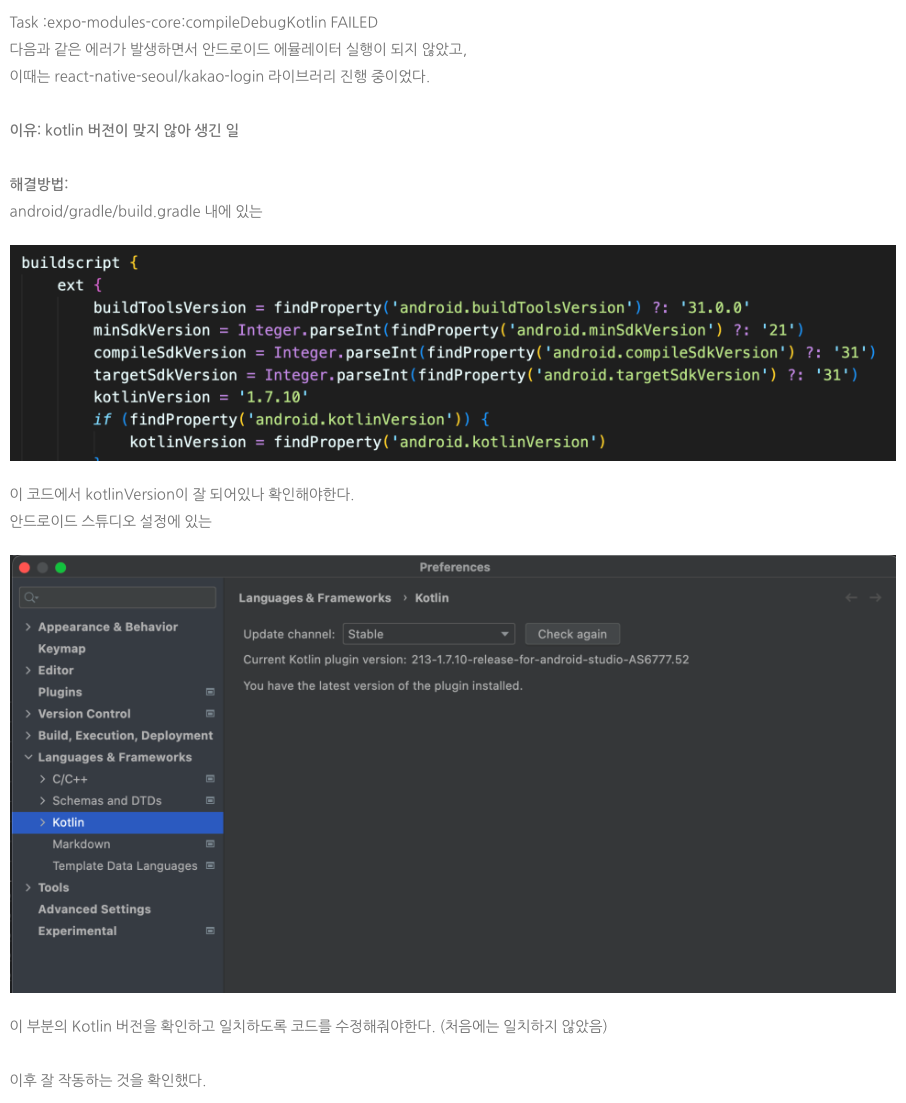 Task :expo-modules-core:compileDebugKotlin FAILED
다음과 같은 에러가 발생하면서 안드로이드 에뮬레이터 실행이 되지 않았고,
이때는 react-native-seoul/kakao-login 라이브러리 진행 중이었다.
이유: kotlin 버전이 맞지 않아 생긴 일
해결방법:
android/gradle/build.gradle 내에 있는
buildscript {
ext {
buildToolsVersion = findProperty('android.buildToolsVersion') ?: '31.0.0'
minSdkVersion = Integer.parseInt(findProperty('android.minSdkVersion') ?: '21')
compileSdkVersion = Integer.parseInt(findProperty('android.compileSdkVersion') ?: '31')
targetSdkVersion = Integer.parseInt(findProperty('android.targetSdkVersion') ?: '31')
kotlinVersion = '1.7.10'
if (findProperty('android.kotlinVersion')) {
kotlinVersion = findProperty('android.kotlinVersion')
이 코드에서 kotlinVersion이 잘 되어있나 확인해야한다.
안드로이드 스튜디오 설정에 있는
Preferences
Appearance & Behavior
Keymap
Editor
Plugins
Version Control
Build, Execution, Deployment
Languages & Frameworks
C/C++
Schemas and DTDs
Kotlin
Markdown
Template Data Languages
Tools
Advanced Settings
Experimental
Languages & Frameworks › Kotlin
Update channel: Stable Check again
Current Kotlin plugin version: 213-1.7.10-release-for-android-studio-AS6777.52
You have the latest version of the plugin installed.
이 부분의 Kotlin 버전을 확인하고 일치하도록 코드를 수정해줘야한다. (처음에는 일치하지 않았음)
이후 잘 작동하는 것을 확인했다.